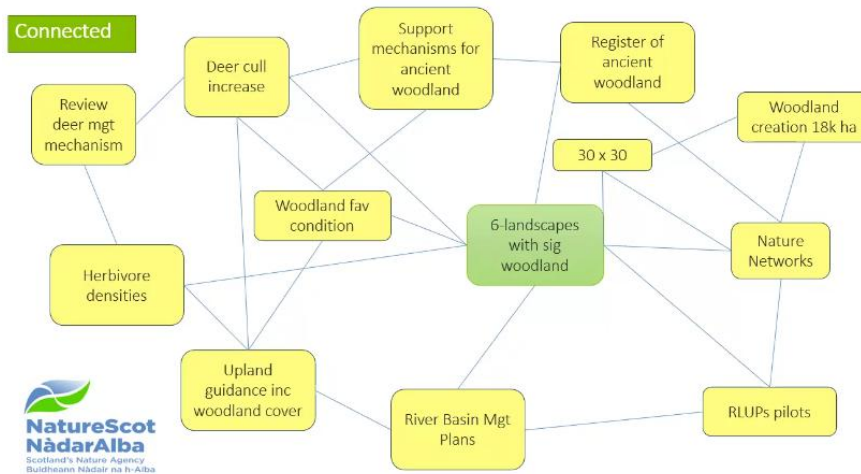 Connected
Deer cull
increase
Support
mechanisms for
ancient
woodland
Register of
ancient
woodland
Review
deer mgt
mechanism
Woodland
creation 18k ha
30 x 30
Woodland fav
condition
6-landscapes
with sig
woodland
Nature
Networks
Herbivore
densities
Upland
guidance inc
woodland cover
River Basin Mgt
Plans
RLUPs pilots
NatureScot
NàdarAlba
Scotland's Nature Agency
Buidheann Nàdair na h-Alba